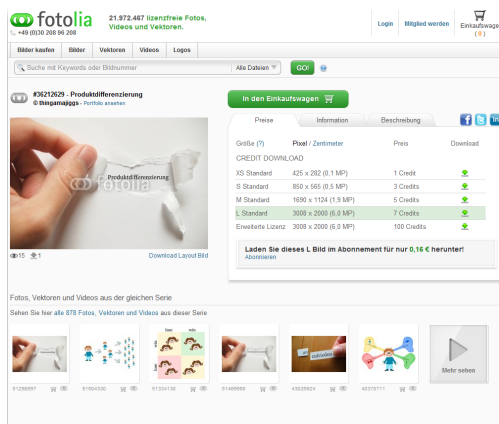 fotolia
21.972.467 lizenzfreie Fotos,
Videos und Vektoren.
+49 (0)30 208 96 208
Login
Mitglied werden
Einkaufswage
( 0 )
Bilder kaufen
Bilder
Vektoren
Videos
Logos
Suche mit Keywords oder Bildnummer
Alle Dateien
GO!
#36212629 - Produktdifferenzierung
© thingamajiggs - Portfolio ansehen
In den Einkaufswagen
Preise
Information
Beschreibung
Größe (?)
Pixel / Zentimeter
Preis
Download
CREDIT DOWNLOAD
XS Standard 425 x 282 (0,1 MP) 1 Credit
S Standard 850 x 565 (0,5 MP) 3 Credits
M Standard 1690 x 1124 (1,9 MP) 5 Credits
L Standard 3008 x 2000 (6,0 MP) 7 Credits
Erweiterte Lizenz 3008 x 2000 (6,0 MP) 100 Credits
Laden Sie dieses L Bild im Abonnement für nur 0,16 € herunter!
Abonnieren
Produktdifferenzierung
fotolia
15
1
Download Layout Bild
Fotos, Vektoren und Videos aus der gleichen Serie
Sehen Sie hier alle 878 Fotos, Vektoren und Videos aus dieser Serie
Mehr sehen